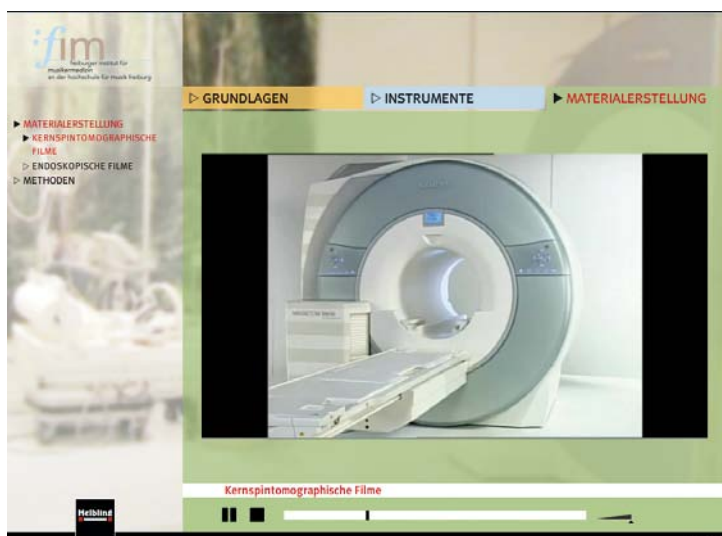 fim
freiburger institut für
musikermedizin
an der hochschule für musik freiburg
▷ GRUNDLAGEN ▷ INSTRUMENTE ▶ MATERIALERSTELLUNG
▶ MATERIALERSTELLUNG
▶ KERNSPINTOMOGRAPHISCHE
FILME
▷ ENDOSKOPISCHE FILME
▷ METHODEN
Kernspintomographische Filme
Helbling